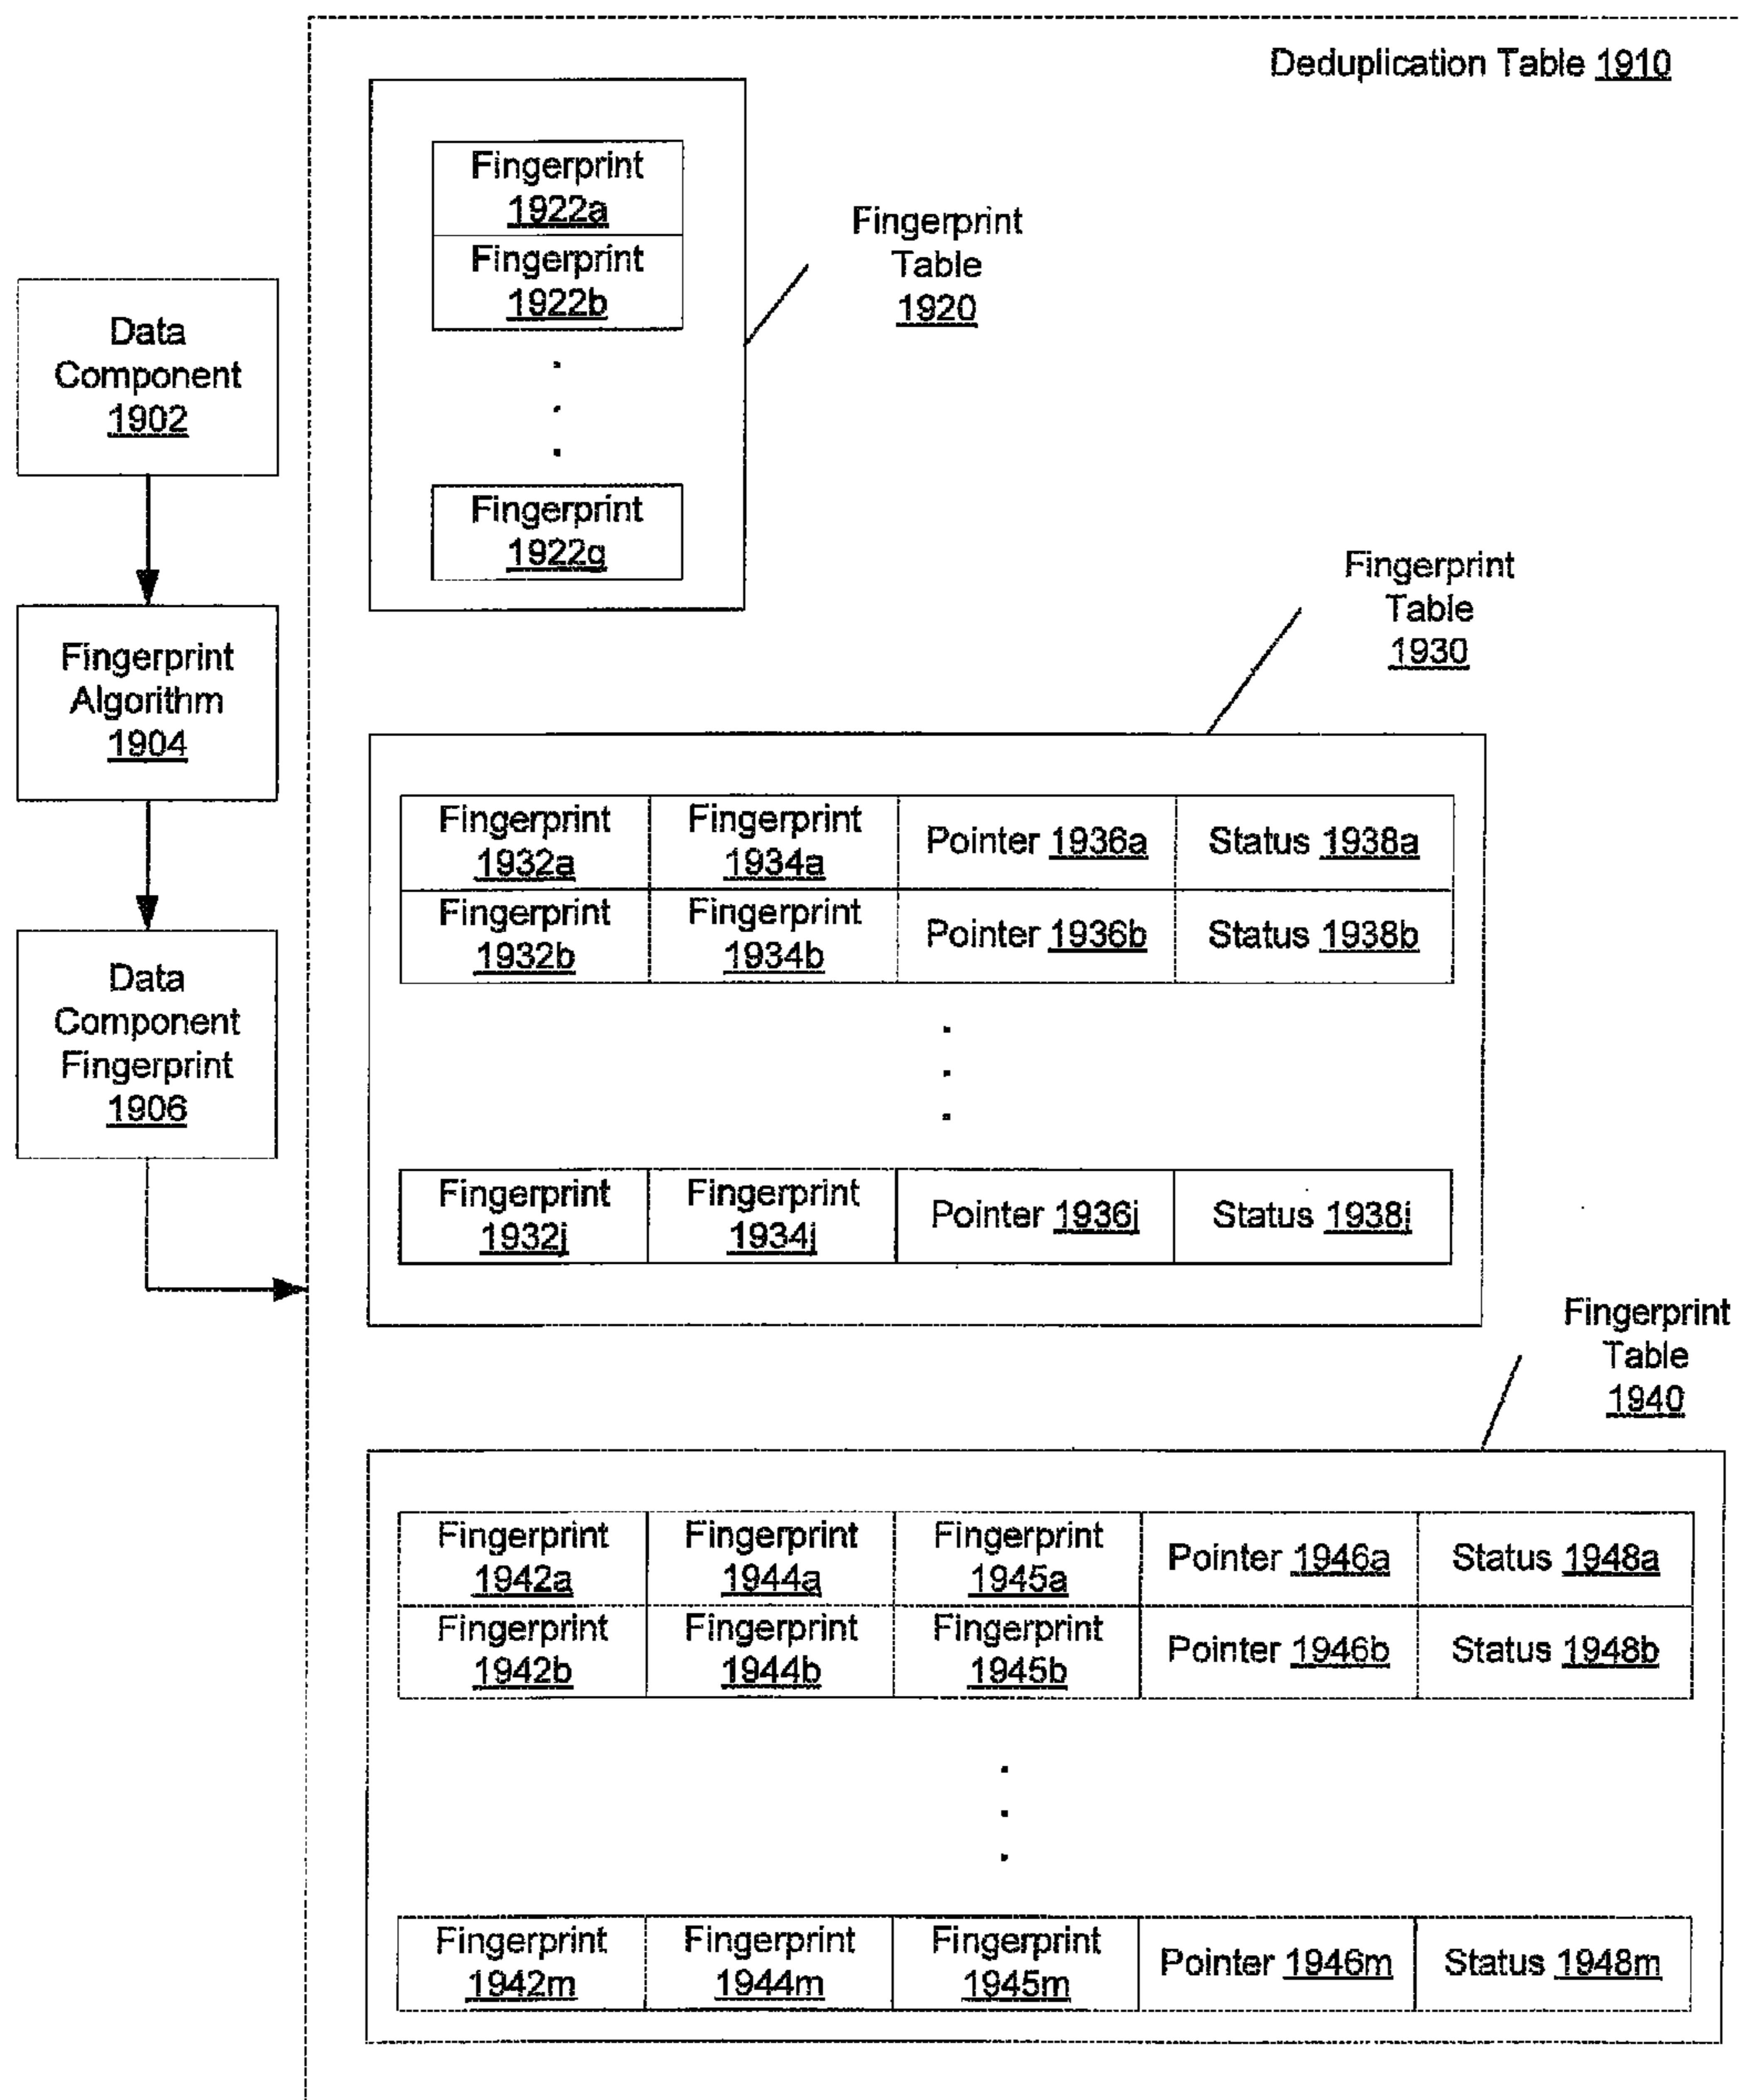 Deduplication Table 1910
Fingerprint
1922a
Fingerprint
1922b
Fingerprint
1922g
Fingerprint
Table
1920
Data
Component
1902
Fingerprint
Algorithm
1904
Data
Component
Fingerprint
1906
Fingerprint
Table
1930
Fingerprint
1932a
Fingerprint
1934a
Pointer 1936a
Status 1938a
Fingerprint
1932b
Fingerprint
1934b
Pointer 1936b
Status 1938b
Fingerprint
1932j
Fingerprint
1934j
Pointer 1936j
Status 1938j
Fingerprint
Table
1940
Fingerprint
1942a
Fingerprint
1944a
Fingerprint
1945a
Pointer 1946a
Status 1948a
Fingerprint
1942b
Fingerprint
1944b
Fingerprint
1945b
Pointer 1946b
Status 1948b
Fingerprint
1942m
Fingerprint
1944m
Fingerprint
1945m
Pointer 1946m
Status 1948m